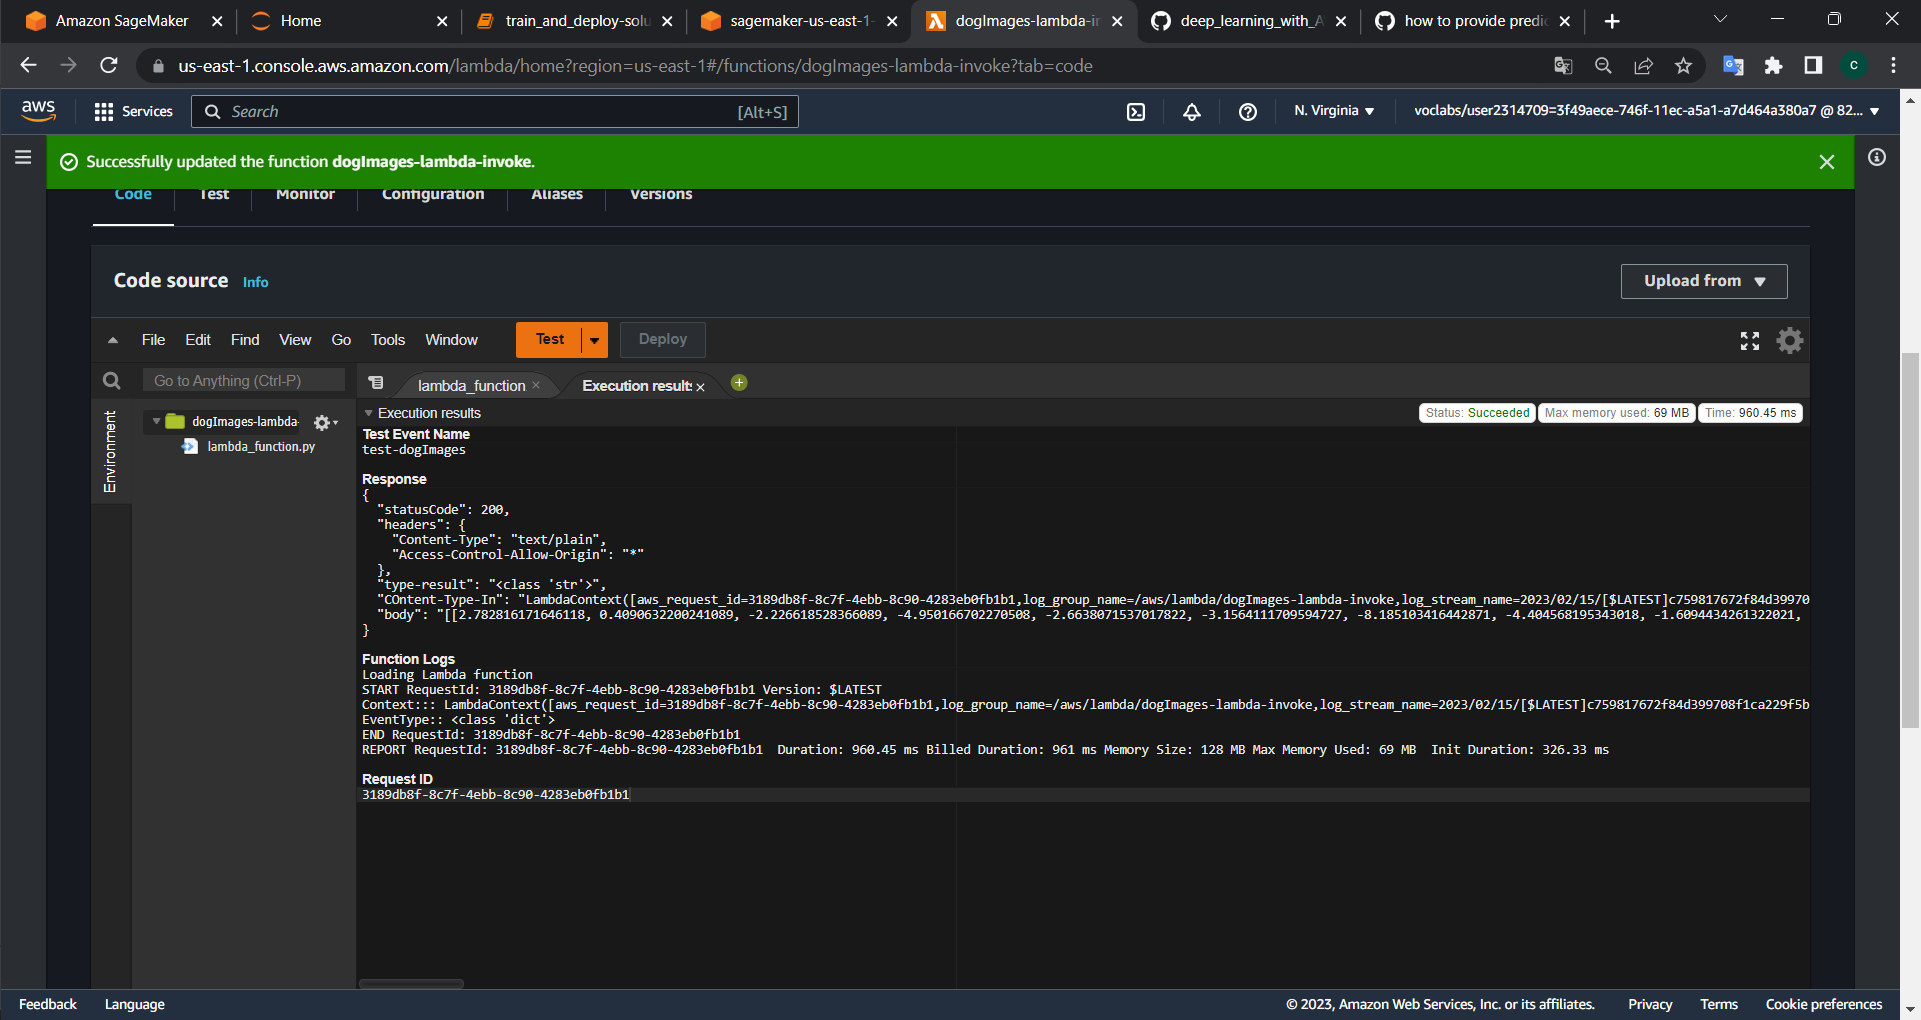 Amazon SageMaker
Home
train_and_deploy-solu
sagemaker-us-east-1-
dogImages-lambda-in
deep_learning_with_A
how to provide predic
us-east-1.console.aws.amazon.com/lambda/home?region=us-east-1#/functions/dogImages-lambda-invoke?tab=code
c
aws
Services
Search
[Alt+S]
N. Virginia
voclabs/user2314709=3f49aece-746f-11ec-a5a1-a7d464a380a7 @ 82...
Successfully updated the function dogImages-lambda-invoke.
Code
Test
Monitor
Configuration
Aliases
Versions
Code source Info
Upload from
File
Edit
Find
View
Go
Tools
Window
Test
Deploy
Go to Anything (Ctrl-P)
lambda_function
Execution results
Environment
dogImages-lambda-
lambda_function.py
Execution results
Status: Succeeded
Max memory used: 69 MB
Time: 960.45 ms
Test Event Name
test-dogImages
Response
{
"statusCode": 200,
"headers": {
"Content-Type": "text/plain",
"Access-Control-Allow-Origin": "*"
},
"type-result": "<class 'str'>",
"COntent-Type-In": "LambdaContext([aws_request_id=3189db8f-8c7f-4ebb-8c90-4283eb0fb1b1,log_group_name=/aws/lambda/dogImages-lambda-invoke,log_stream_name=2023/02/15/[$LATEST]c759817672f84d39970
"body": "[[2.782816171646118, 0.4090632200241089, -2.226618528366089, -4.950166702270508, -2.6638071537017822, -3.1564111709594727, -8.185103416442871, -4.404568195343018, -1.6094434261322021,
}
Function Logs
Loading Lambda function
START RequestId: 3189db8f-8c7f-4ebb-8c90-4283eb0fb1b1 Version: $LATEST
Context::: LambdaContext([aws_request_id=3189db8f-8c7f-4ebb-8c90-4283eb0fb1b1,log_group_name=/aws/lambda/dogImages-lambda-invoke,log_stream_name=2023/02/15/[$LATEST]c759817672f84d399708f1ca229f5b
EventType:: <class 'dict'>
END RequestId: 3189db8f-8c7f-4ebb-8c90-4283eb0fb1b1
REPORT RequestId: 3189db8f-8c7f-4ebb-8c90-4283eb0fb1b1 Duration: 960.45 ms Billed Duration: 961 ms Memory Size: 128 MB Max Memory Used: 69 MB Init Duration: 326.33 ms
Request ID
3189db8f-8c7f-4ebb-8c90-4283eb0fb1b1
Feedback
Language
© 2023, Amazon Web Services, Inc. or its affiliates.
Privacy
Terms
Cookie preferences